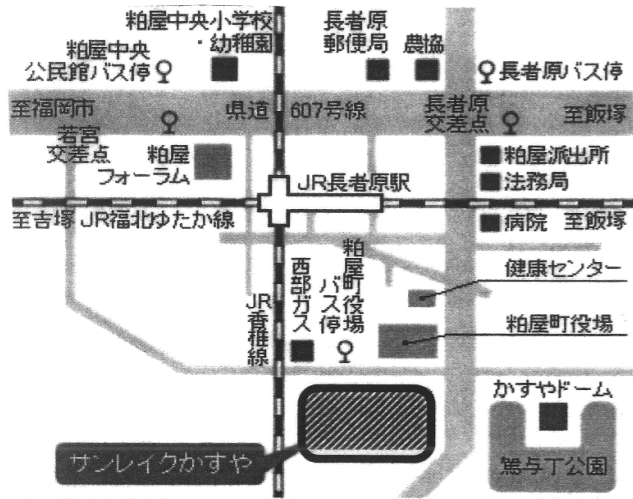 粕屋中央小学校
・幼稚園
長者原
郵便局
農協
粕屋中央
公民館バス停
長者原バス停
至福岡市
県道
607号線
長者原
交差点
至飯塚
若宮
交差点
粕屋
フォーラム
粕屋派出所
JR長者原駅
法務局
至吉塚
JR福北ゆたか線
病院
至飯塚
粕屋町役場
バス停
西部ガス
JR香椎線
健康センター
粕屋町役場
かすやドーム
サンレイクかすや
駕与丁公園